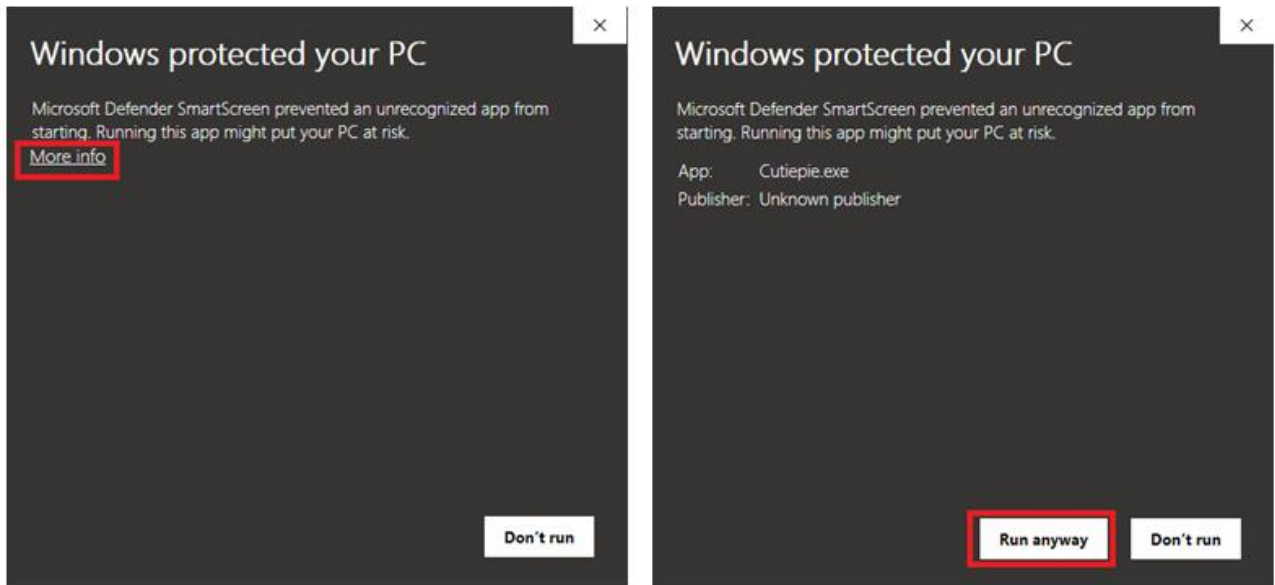 Windows protected your PC
Microsoft Defender SmartScreen prevented an unrecognized app from
starting. Running this app might put your PC at risk.
More info
Don't run
Windows protected your PC
Microsoft Defender SmartScreen prevented an unrecognized app from
starting. Running this app might put your PC at risk.
App: Cutiepie.exe
Publisher: Unknown publisher
Run anyway Don't run